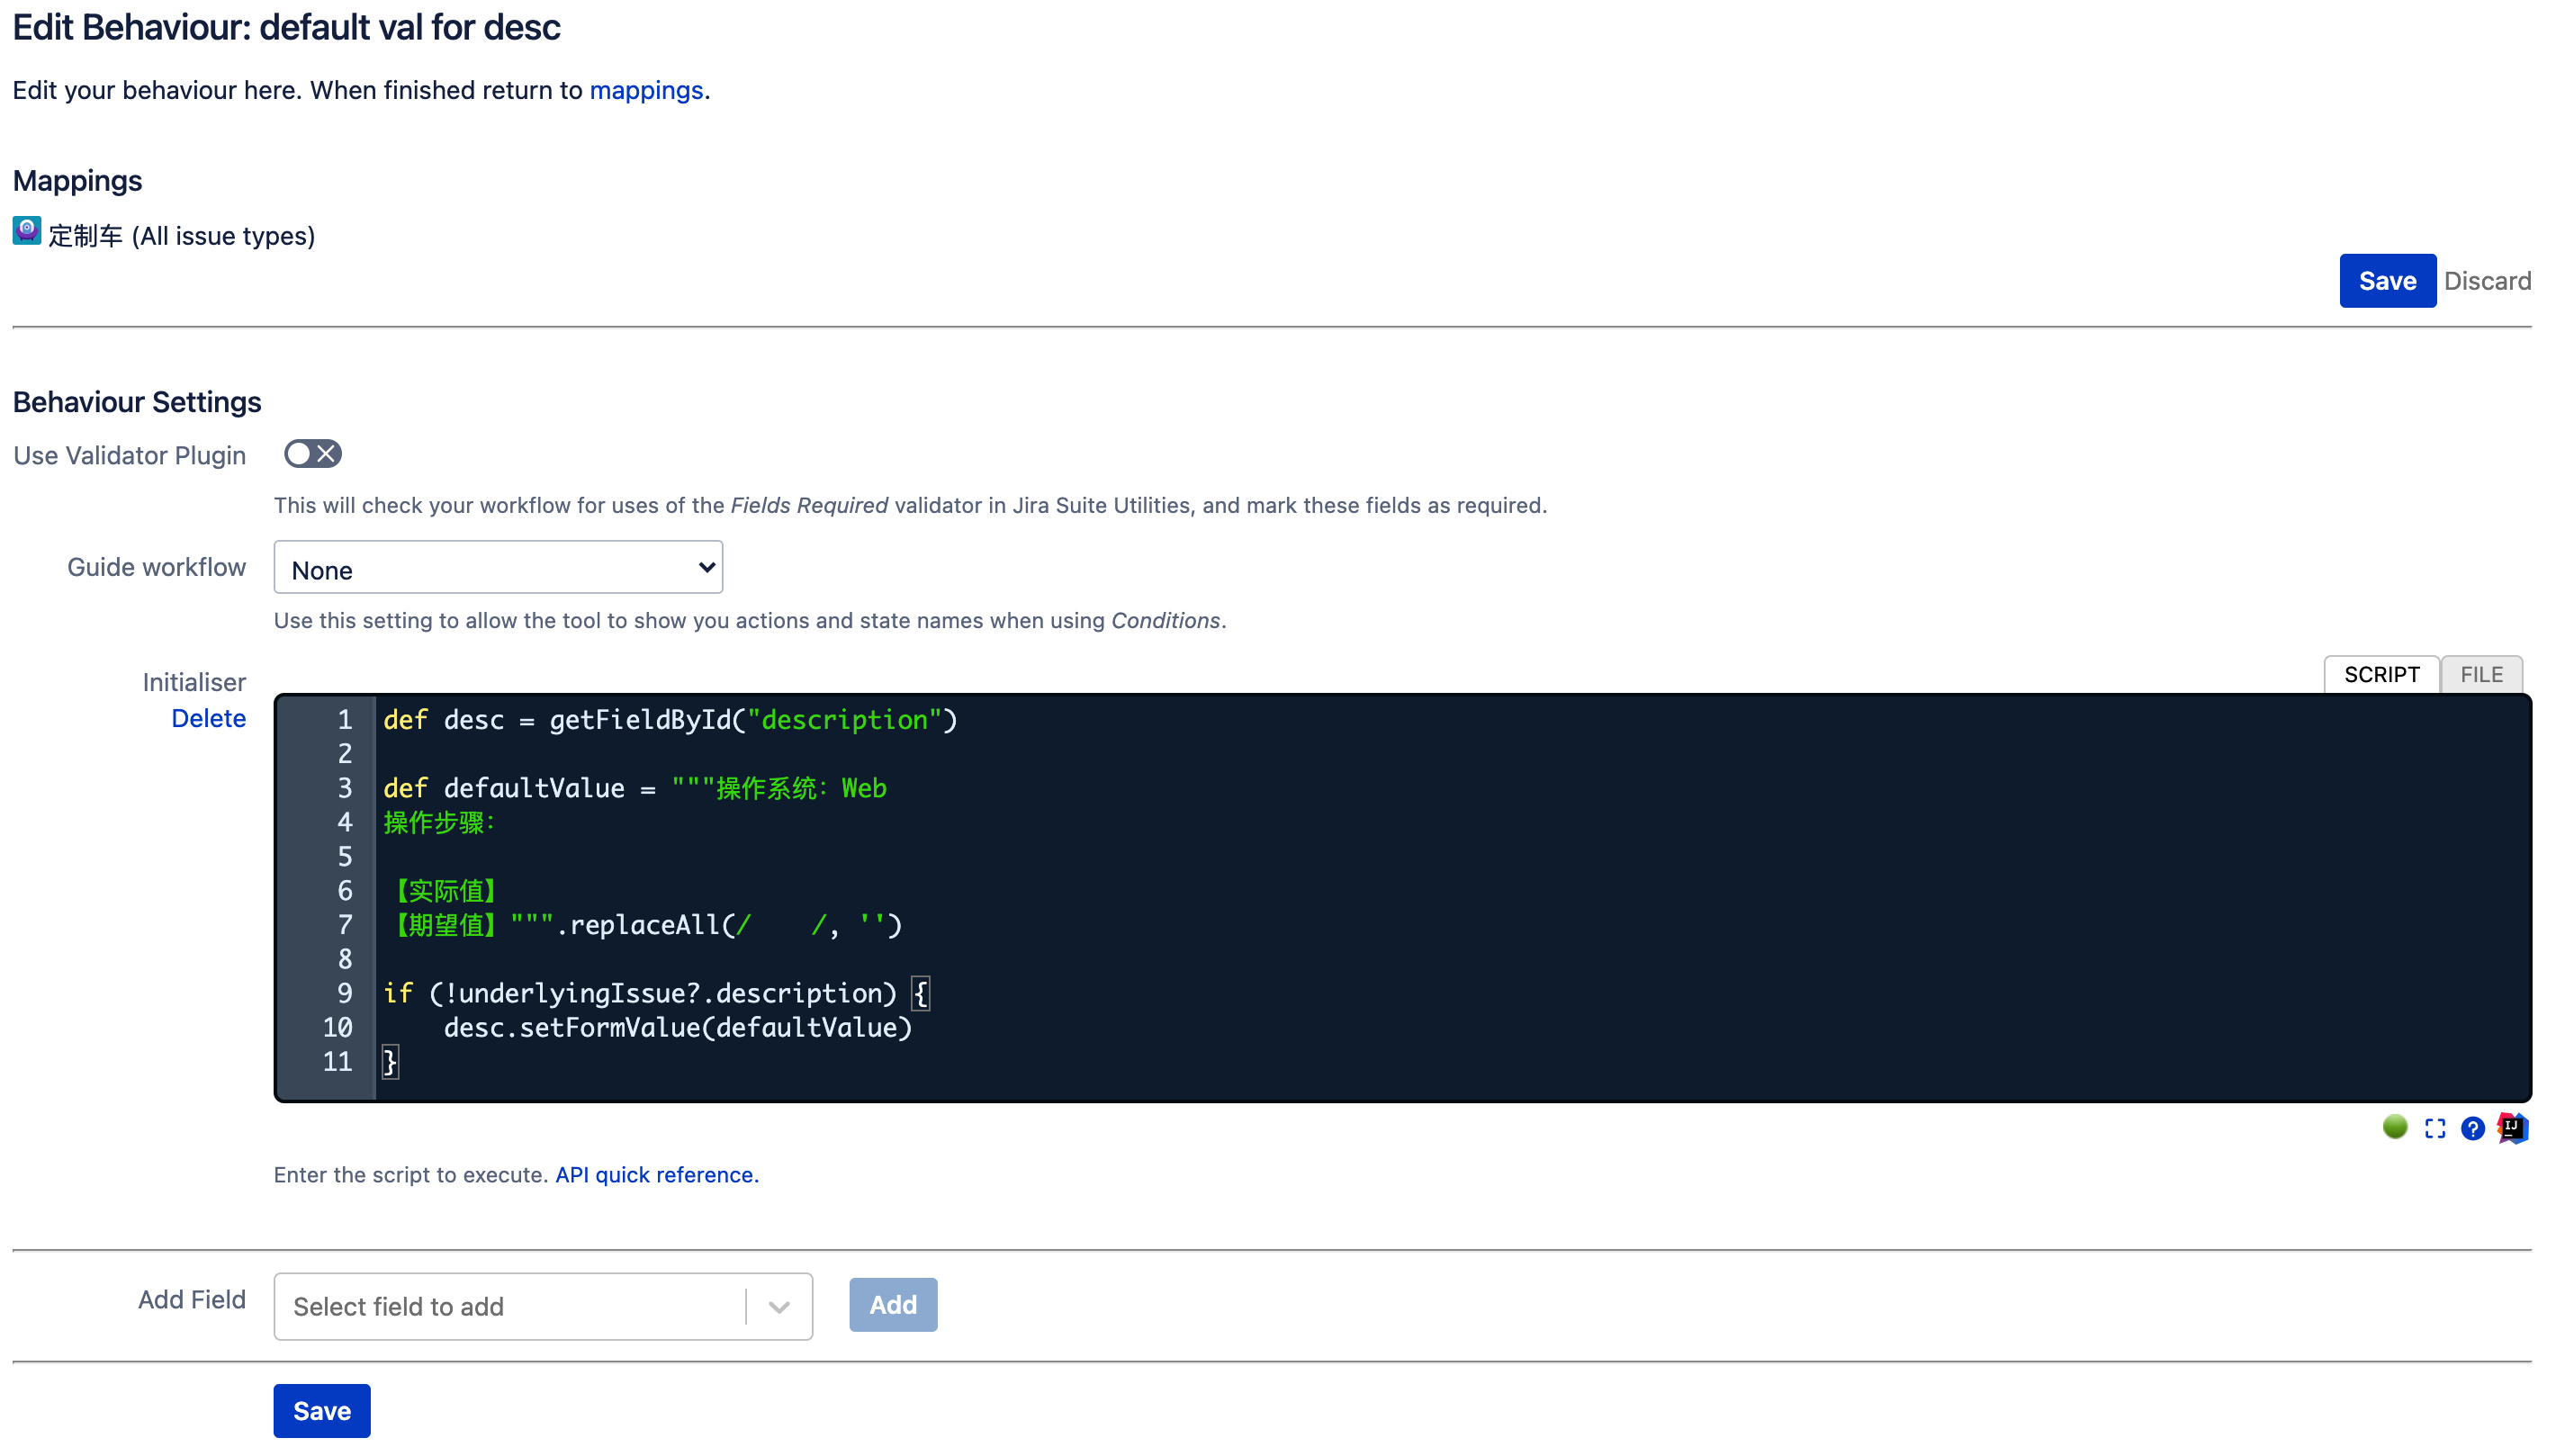 Edit Behaviour: default val for desc
Edit your behaviour here. When finished return to mappings.
Mappings
定制车 (All issue types)
Save Discard
Behaviour Settings
Use Validator Plugin
This will check your workflow for uses of the Fields Required validator in Jira Suite Utilities, and mark these fields as required.
Guide workflow None
Use this setting to allow the tool to show you actions and state names when using Conditions.
SCRIPT FILE
Initialiser
Delete
1 def desc = getFieldById("description")
2
3 def defaultValue = """操作系统：Web
4 操作步骤：
5
6 【实际值】
7 【期望值】""".replaceAll(/    /, '')
8
9 if (!underlyingIssue?.description) {
10     desc.setFormValue(defaultValue)
11 }
IJ
Enter the script to execute. API quick reference.
Add Field Select field to add Add
Save